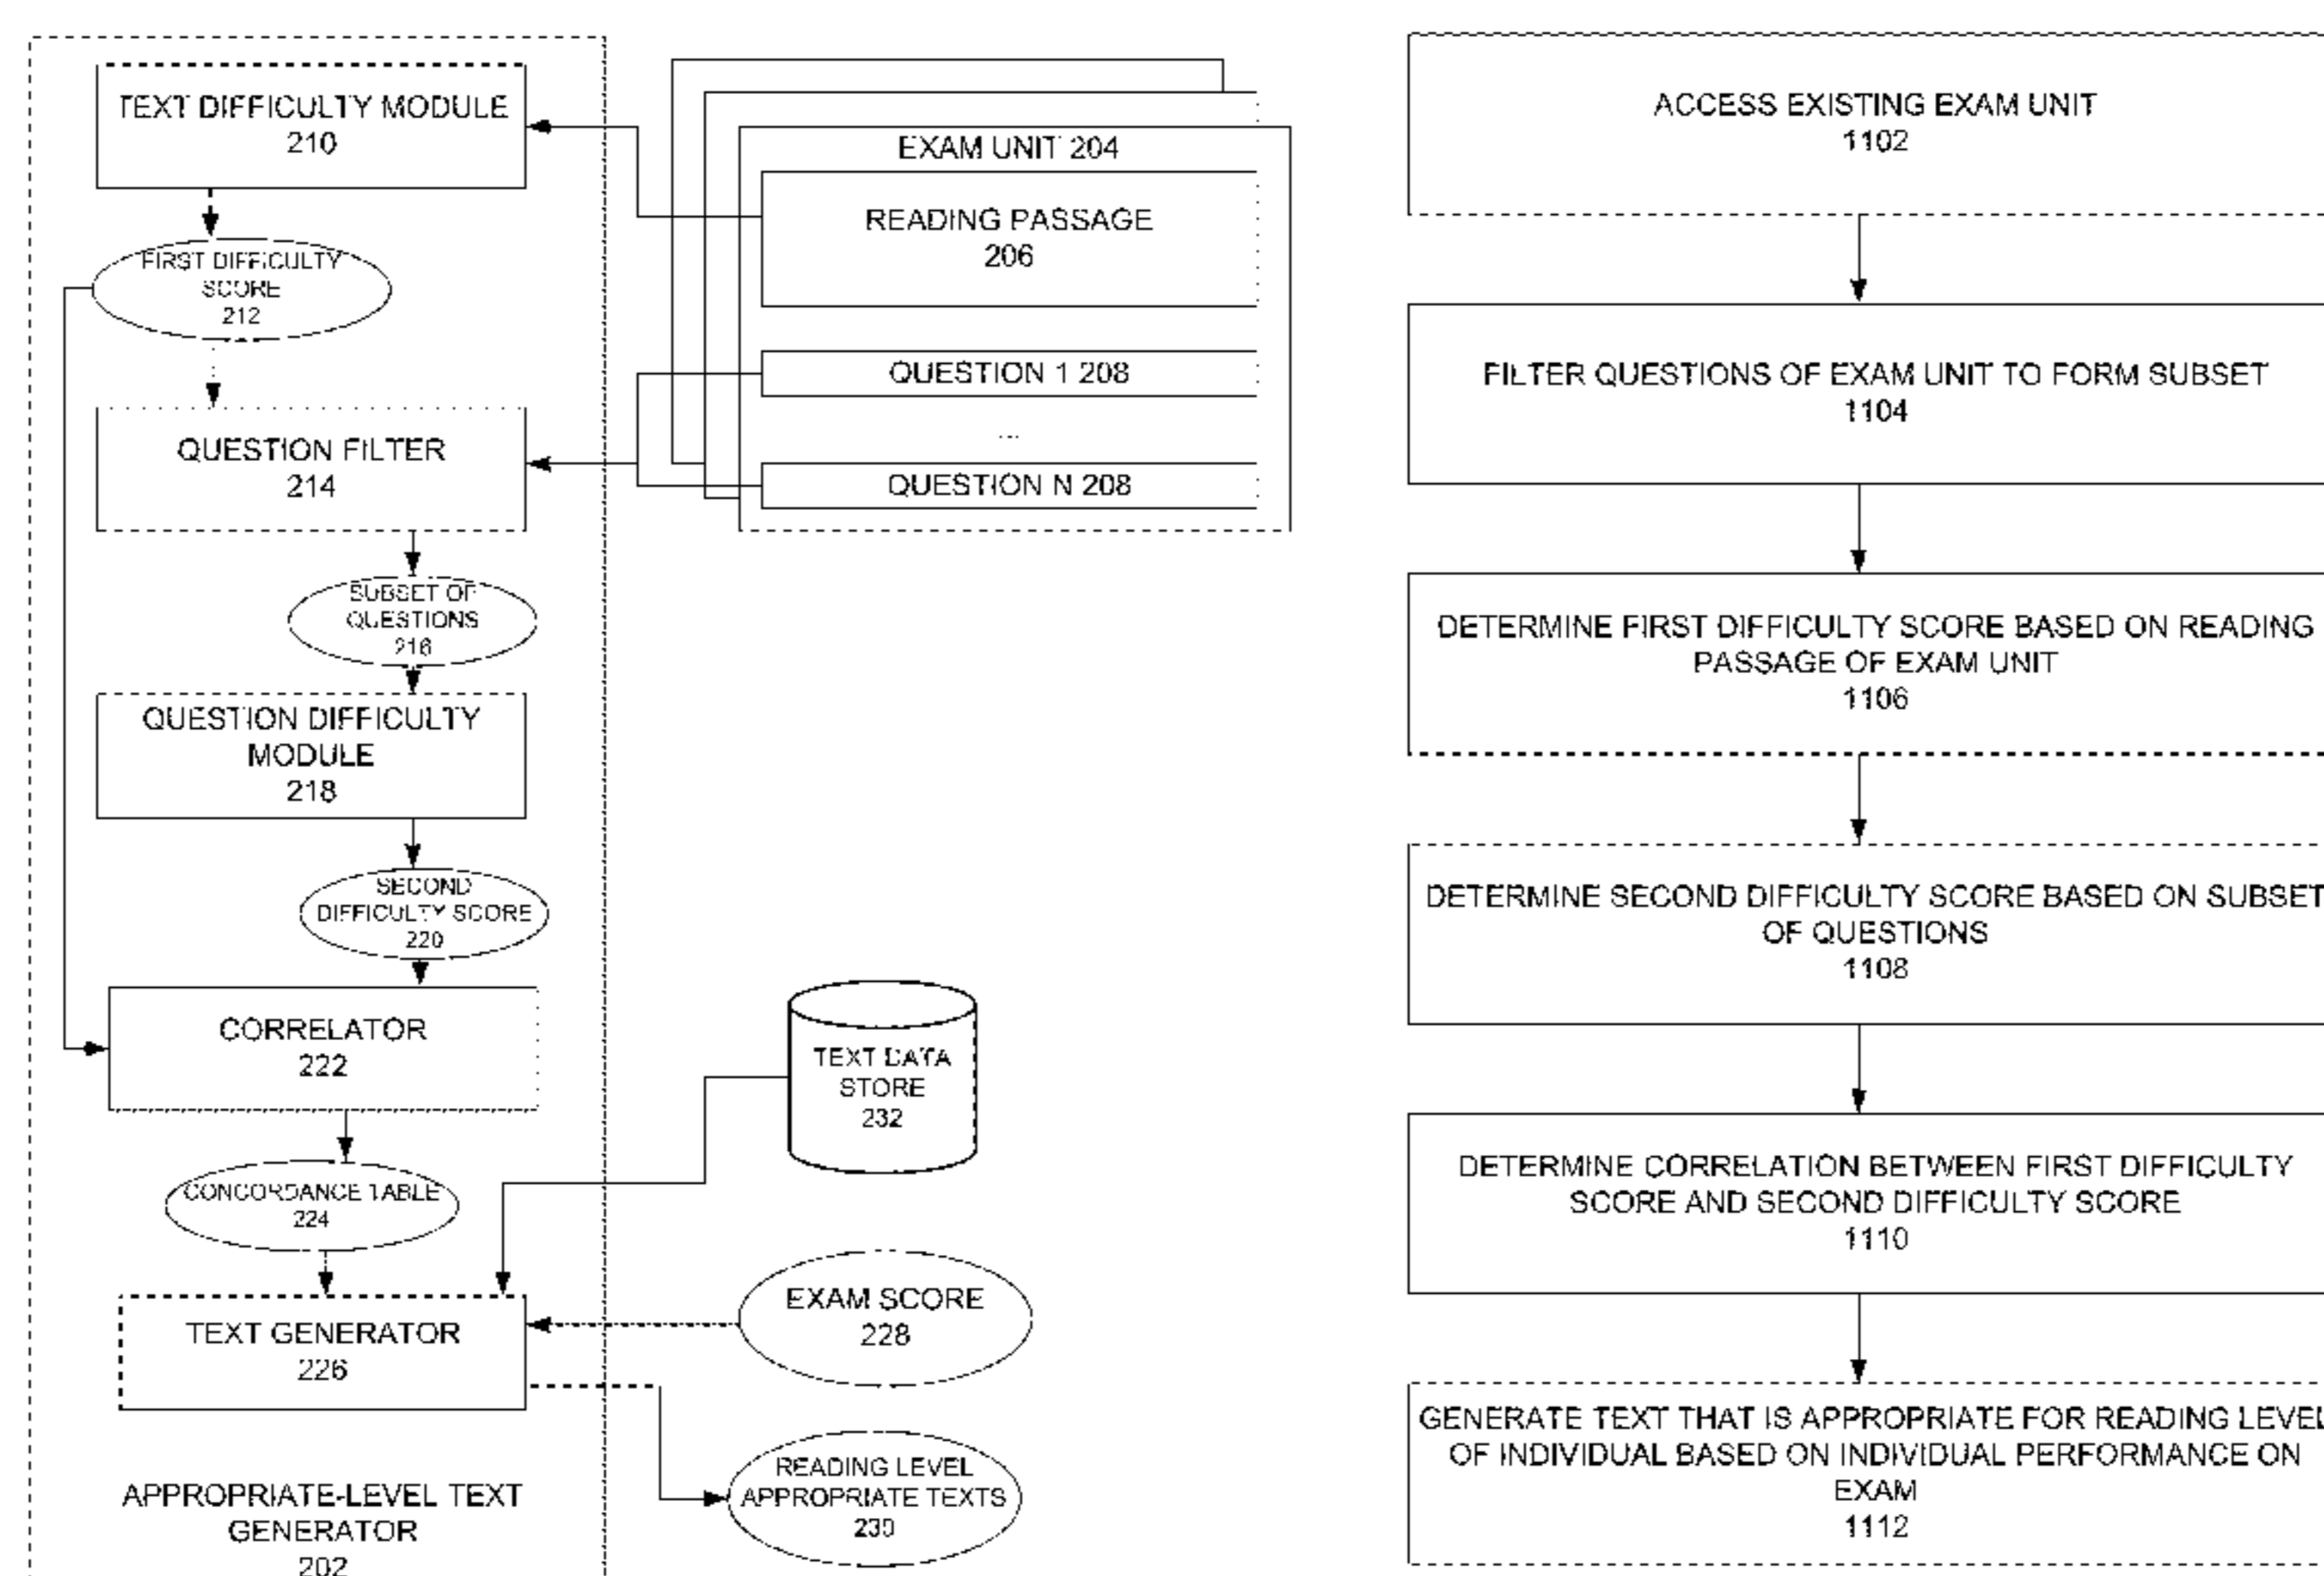 TEXT DIFFICULTY MODULE
210
FIRST DIFFICULTY
SCORE
212
QUESTION FILTER
214
SUBSET OF
QUESTIONS
216
QUESTION DIFFICULTY
MODULE
218
SECOND
DIFFICULTY SCORE
220
CORRELATOR
222
CONCORDANCE TABLE
224
TEXT GENERATOR
226
APPROPRIATE-LEVEL TEXT
GENERATOR
202
EXAM UNIT 204
READING PASSAGE
206
QUESTION 1 208
...
QUESTION N 208
TEXT DATA
STORE
232
EXAM SCORE
228
READING LEVEL
APPROPRIATE TEXTS
230
ACCESS EXISTING EXAM UNIT
1102
FILTER QUESTIONS OF EXAM UNIT TO FORM SUBSET
1104
DETERMINE FIRST DIFFICULTY SCORE BASED ON READING
PASSAGE OF EXAM UNIT
1106
DETERMINE SECOND DIFFICULTY SCORE BASED ON SUBSET
OF QUESTIONS
1108
DETERMINE CORRELATION BETWEEN FIRST DIFFICULTY
SCORE AND SECOND DIFFICULTY SCORE
1110
GENERATE TEXT THAT IS APPROPRIATE FOR READING LEVEL
OF INDIVIDUAL BASED ON INDIVIDUAL PERFORMANCE ON
EXAM
1112